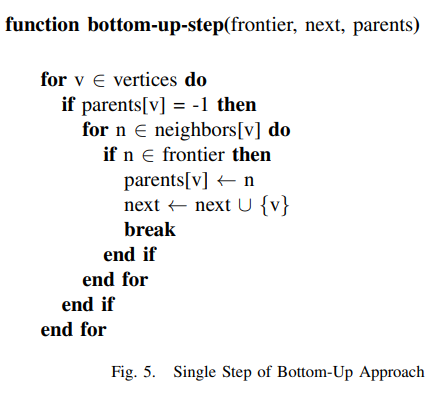 function bottom-up-step(frontier, next, parents)
for v ∈ vertices do
if parents[v] = -1 then
for n ∈ neighbors[v] do
if n ∈ frontier then
parents[v] ← n
next ← next ∪ {v}
break
end if
end for
end if
end for
Fig. 5. Single Step of Bottom-Up Approach